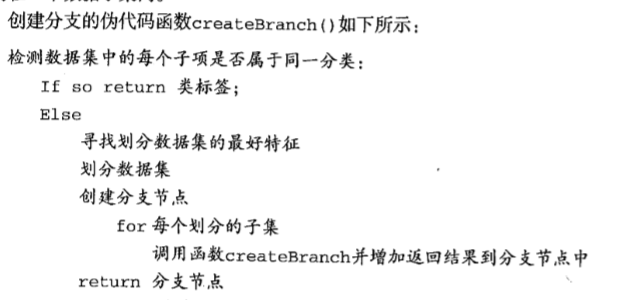 创建分支的伪代码函数createBranch()如下所示：
检测数据集中的每个子项是否属于同一分类：
If so return 类标签；
Else
寻找划分数据集的最好特征
划分数据集
创建分支节点
for 每个划分的子集
调用函数createBranch并增加返回结果到分支节点中
return 分支节点